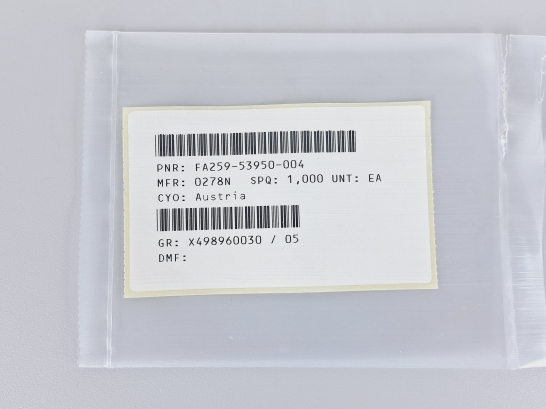 PNR: FA259-53950-004
MFR: 0278N SPQ: 1,000 UNT: EA
CYO: Austria
GR: X498960030 / 05
DMF: